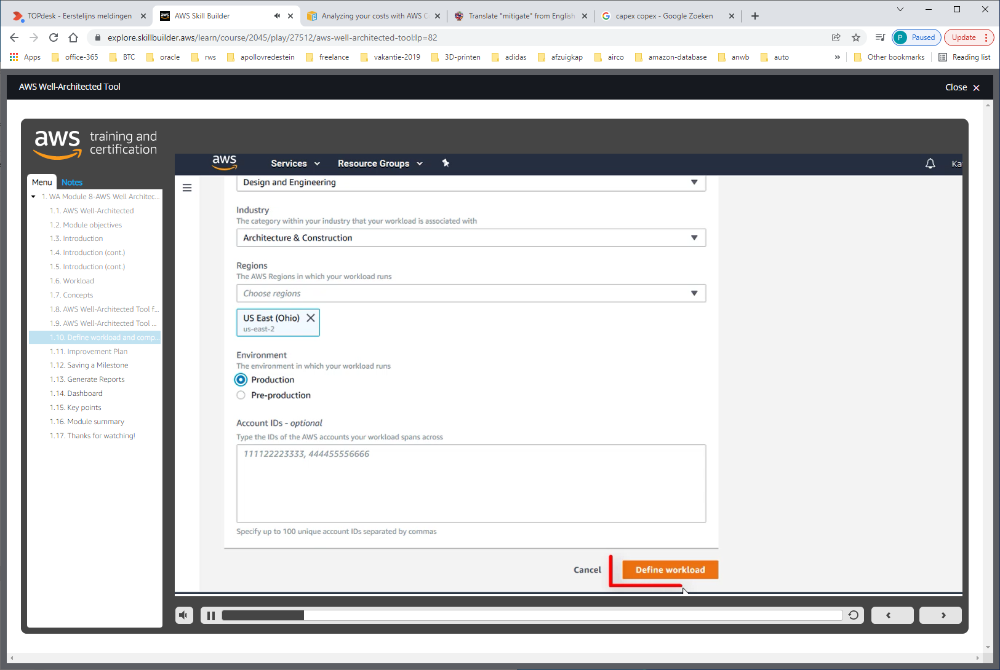 TOPdesk - Eerstelijns meldingen
AWS Skill Builder
Analyzing your costs with AWS C
Translate "mitigate" from English
capex copex - Google Zoeken
explore.skillbuilder.aws/learn/course/2045/play/27512/aws-well-architected-tool;lp=82
P Paused
Update
Apps
office-365
BTC
oracle
rws
apollovredestein
freelance
vakantie-2019
3D-printen
adidas
afzuigkap
airco
amazon-database
anwb
auto
»
Other bookmarks
Reading list
AWS Well-Architected Tool
Close
aws training and certification
Menu
Notes
1. WA Module 8-AWS Well Architec...
1.1. AWS Well-Architected
1.2. Module objectives
1.3. Introduction
1.4. Introduction (cont.)
1.5. Introduction (cont.)
1.6. Workload
1.7. Concepts
1.8. AWS Well-Architected Tool f...
1.9. AWS Well-Architected Tool ...
1.10. Define workload and comp...
1.11. Improvement Plan
1.12. Saving a Milestone
1.13. Generate Reports
1.14. Dashboard
1.15. Key points
1.16. Module summary
1.17. Thanks for watching!
aws
Services
Resource Groups
Ka
Design and Engineering
Industry
The category within your industry that your workload is associated with
Architecture & Construction
Regions
The AWS Regions in which your workload runs
Choose regions
US East (Ohio)
us-east-2
Environment
The environment in which your workload runs
Production
Pre-production
Account IDs - optional
Type the IDs of the AWS accounts your workload spans across
111122223333, 444455556666
Specify up to 100 unique account IDs separated by commas
Cancel
Define workload